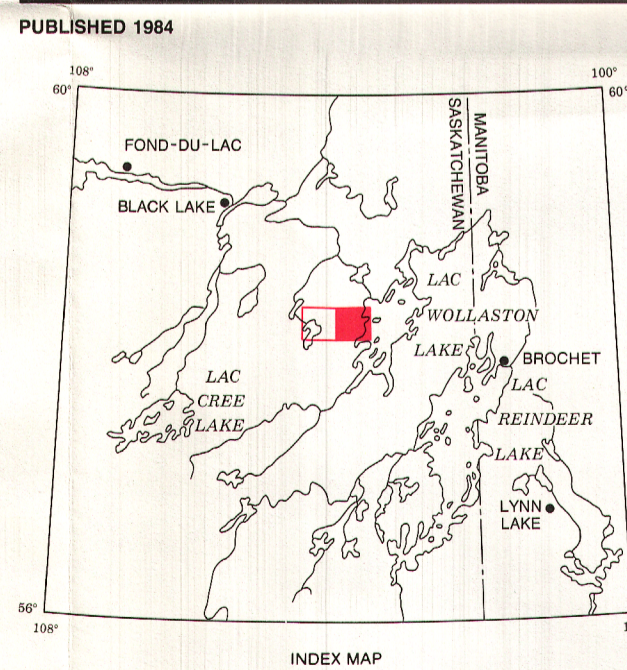 PUBLISHED 1984
108°
100°
60°
60°
SASKATCHEWAN
MANITOBA
FOND-DU-LAC
BLACK LAKE
LAC
WOLLASTON
LAKE
BROCHET
LAC
CREE
LAKE
LAC
REINDEER
LAKE
LYNN
LAKE
56°
108°
1
INDEX MAP